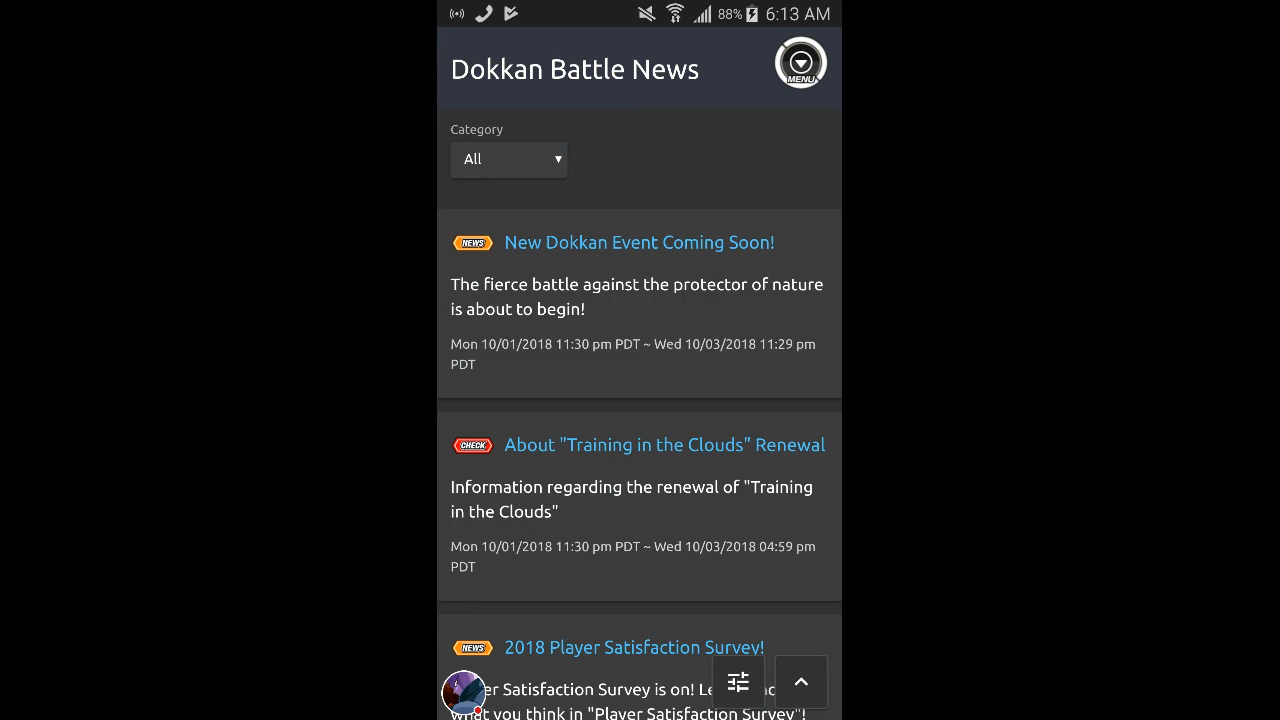 88% 6:13 AM
Dokkan Battle News
MENU
Category
All
NEWS New Dokkan Event Coming Soon!
The fierce battle against the protector of nature
is about to begin!
Mon 10/01/2018 11:30 pm PDT ~ Wed 10/03/2018 11:29 pm
PDT
CHECK About "Training in the Clouds" Renewal
Information regarding the renewal of "Training
in the Clouds"
Mon 10/01/2018 11:30 pm PDT ~ Wed 10/03/2018 04:59 pm
PDT
NEWS 2018 Player Satisfaction Survey!
er Satisfaction Survey is on! Le
what you think in "Player Satisfaction Survey"!